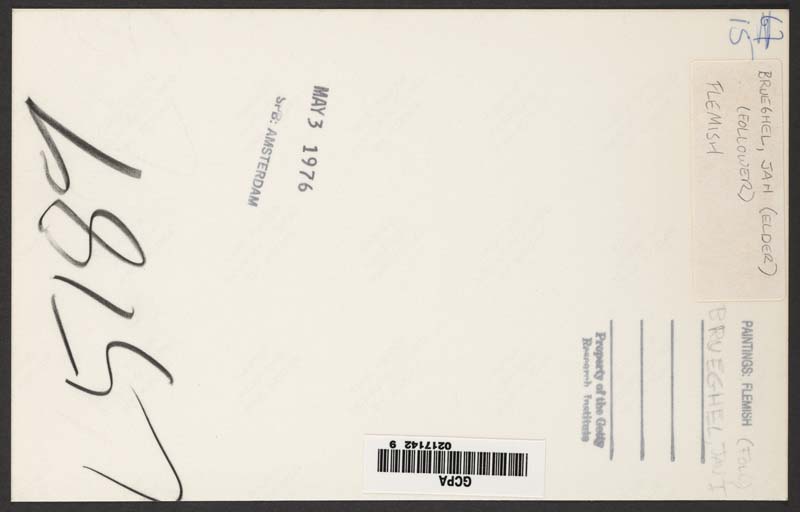 67
15
BRUEGHEL, JAN (ELDER)
(FOLLOWER)
FLEMISH
PAINTINGS: FLEMISH (Foll)
BRUEGHEL, JAN I
Property of the Getty
Research Institute
MAY 3 1976
SPB: AMSTERDAM
GCPA
0217142 9